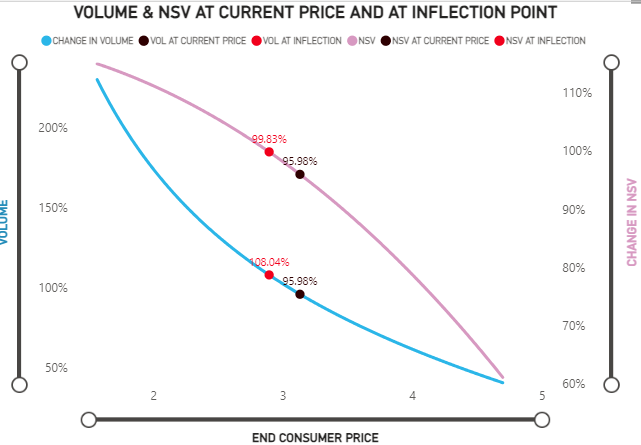 VOLUME & NSV AT CURRENT PRICE AND AT INFLECTION POINT
CHANGE IN VOLUME VOL AT CURRENT PRICE VOL AT INFLECTION NSV NSV AT CURRENT PRICE NSV AT INFLECTION
110%
200%
99.83%
100%
95.98%
150%
90%
VOLUME
CHANGE IN NSV
108.04%
80%
100%
95.98%
70%
50%
60%
2 3 4 5
END CONSUMER PRICE